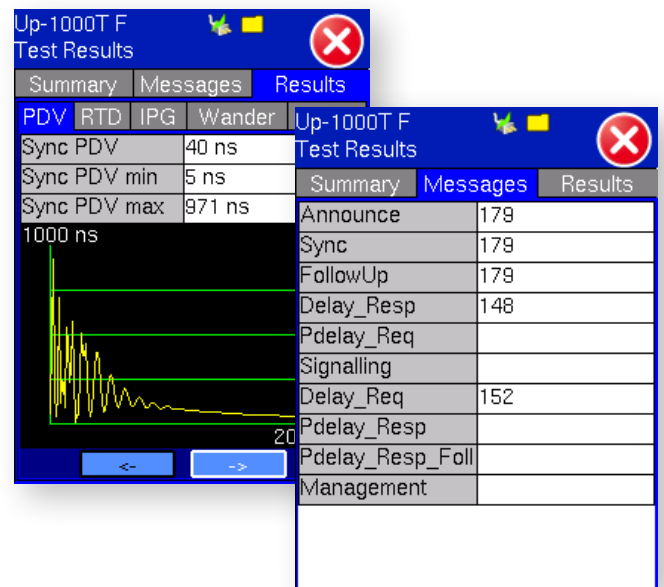 Up-1000T F
Test Results
Summary Messages Results
PDV RTD IPG Wander
Sync PDV 40 ns
Sync PDV min 5 ns
Sync PDV max 971 ns
1000 ns
20
<- ->
Up-1000T F
Test Results
Summary Messages Results
Announce 179
Sync 179
FollowUp 179
Delay_Resp 148
Pdelay_Req
Signalling
Delay_Req 152
Pdelay_Resp
Pdelay_Resp_Foll
Management